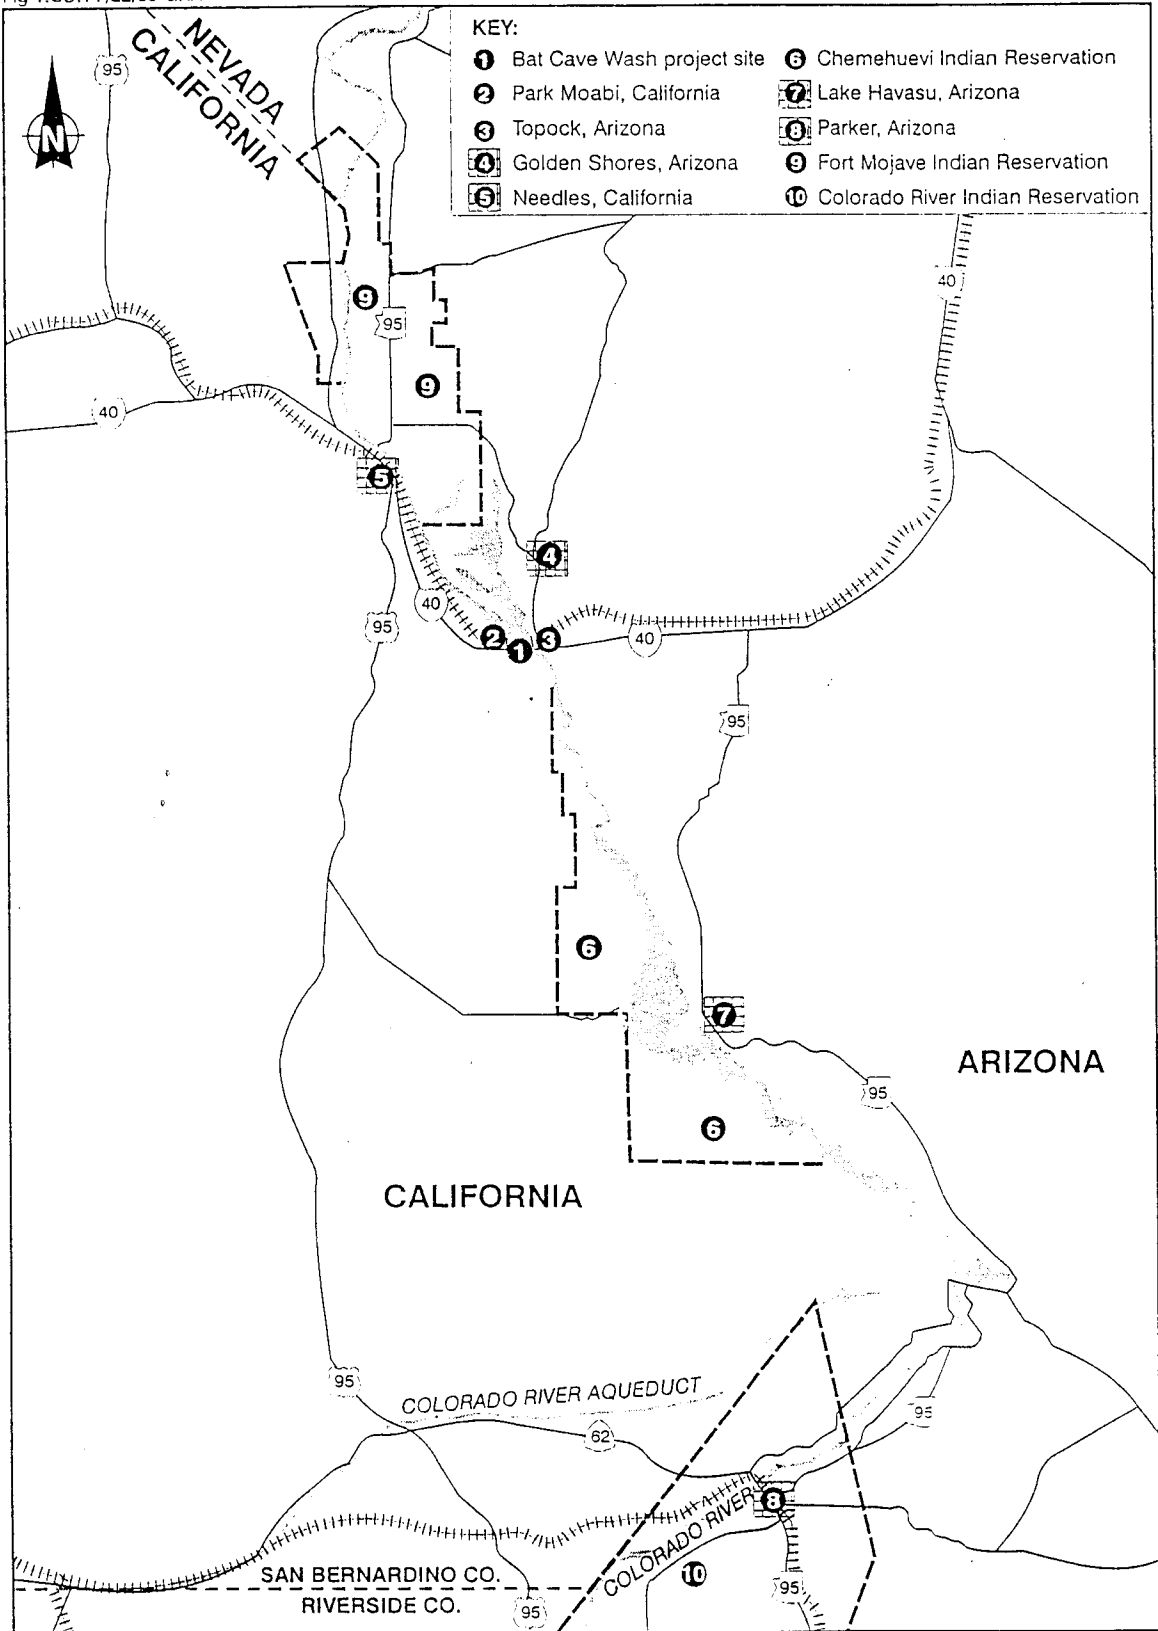 KEY:
1 Bat Cave Wash project site
2 Park Moabi, California
3 Topock, Arizona
4 Golden Shores, Arizona
5 Needles, California
6 Chemehuevi Indian Reservation
7 Lake Havasu, Arizona
8 Parker, Arizona
9 Fort Mojave Indian Reservation
10 Colorado River Indian Reservation
NEVADA
CALIFORNIA
95
N
40
9
95
9
40
5
4
40
95
2
1
3
40
95
6
7
ARIZONA
95
6
CALIFORNIA
95
COLORADO RIVER AQUEDUCT
95
62
8
COLORADO RIVER
10
SAN BERNARDINO CO.
RIVERSIDE CO.
95
95